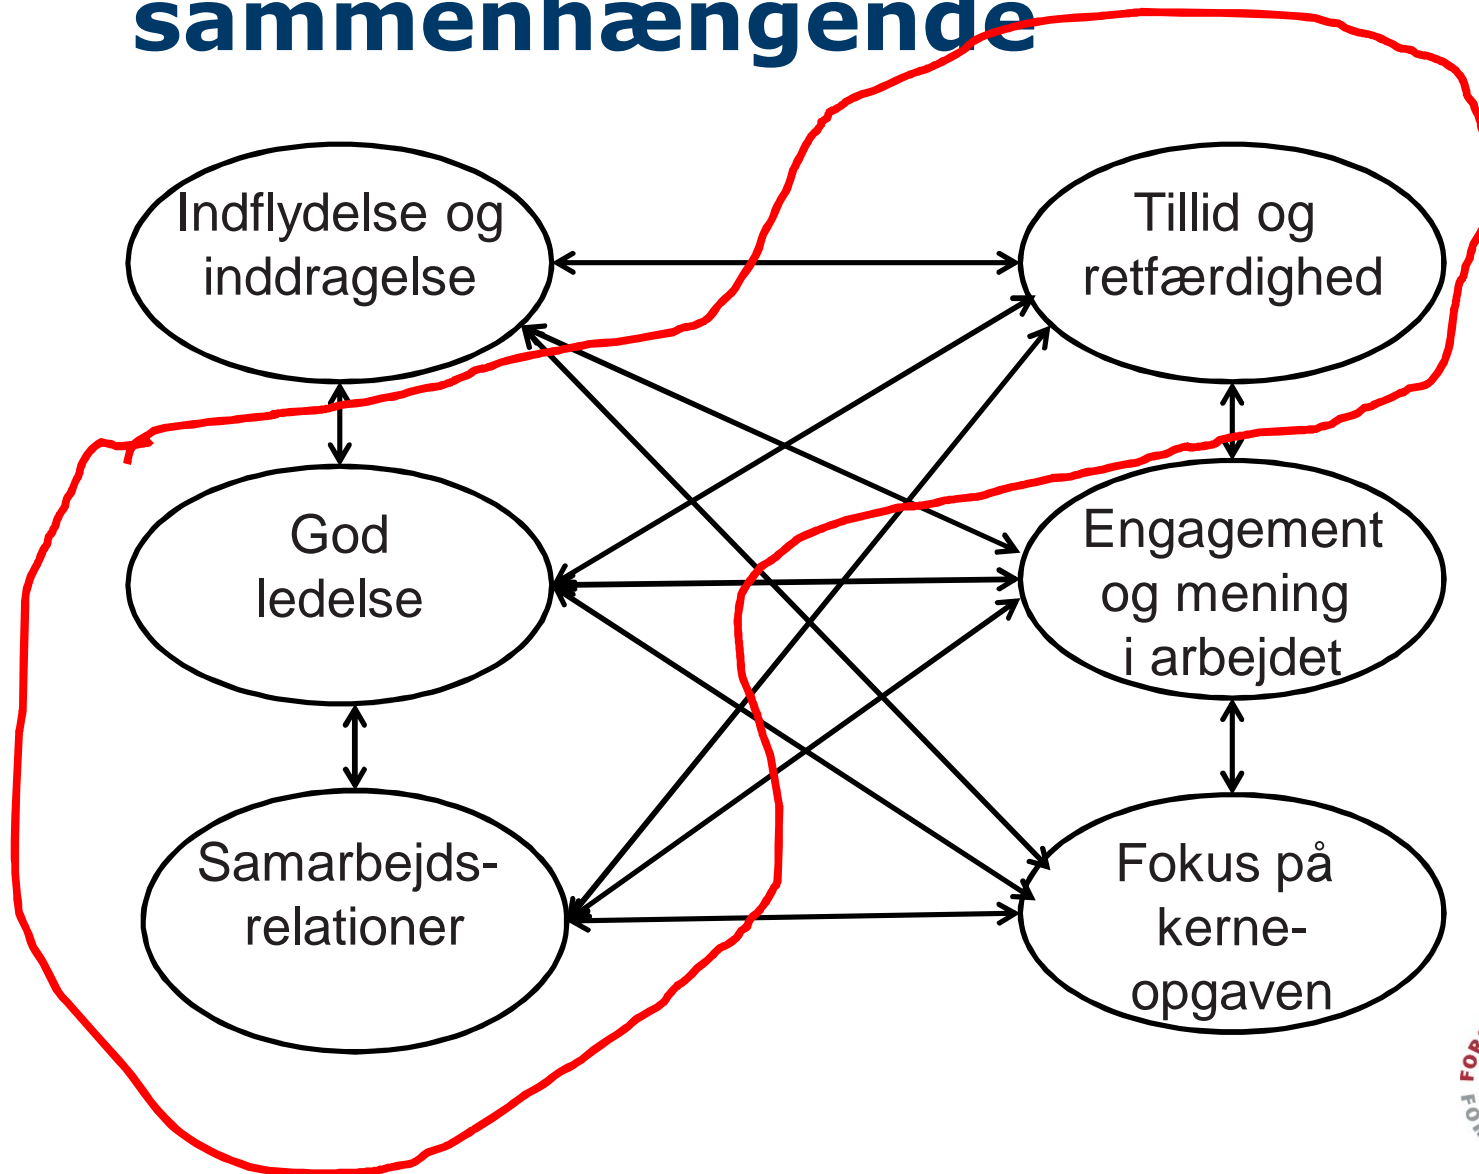 sammenhængende
Indflydelse og
inddragelse
Tillid og
retfærdighed
God
ledelse
Engagement
og mening
i arbejdet
Samarbejds-
relationer
Fokus på
kerne-
opgaven